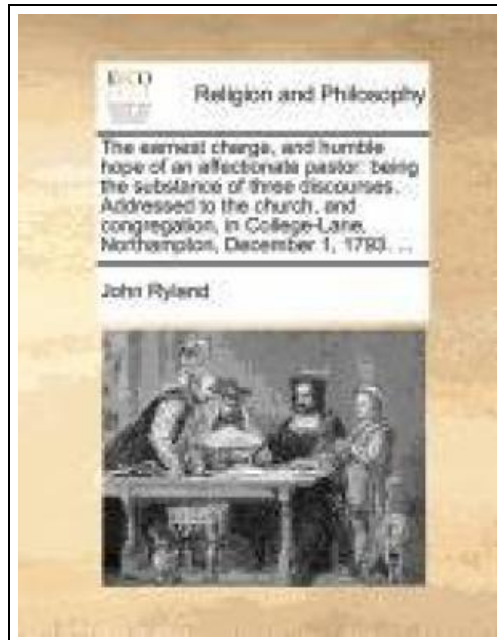 ECCO
Religion and Philosophy
The earnest charge, and humble
hope of an affectionate pastor: being
the substance of three discourses.
Addressed to the church, and
congregation, in College-Lane,
Northampton, December 1, 1793. ...
John Ryland